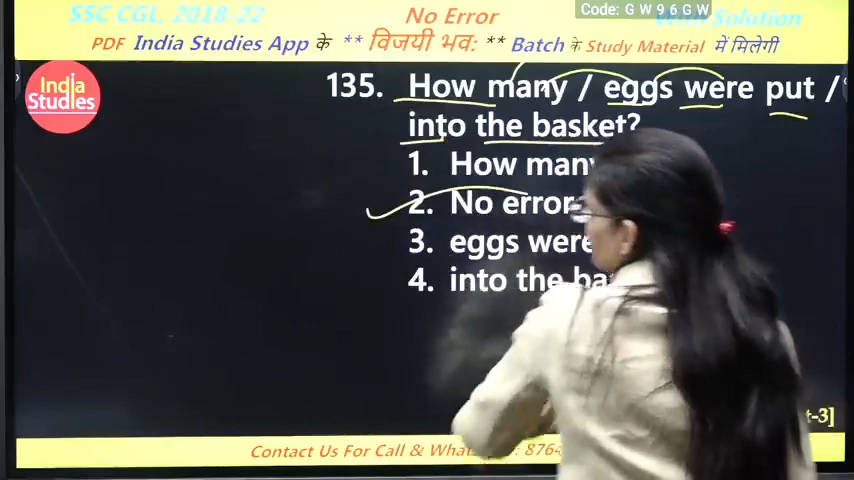 SSC CGL, 2018-22
No Error
Code: G W 9 6 G W
With Solution
PDF India Studies App के ** विजयी भव: ** Batch के Study Material में मिलेगी
India
Studies
135. How many / eggs were put /
into the basket?
1. How many
2. No error
3. eggs were
4. into the
t-3]
Contact Us For Call & What 8764